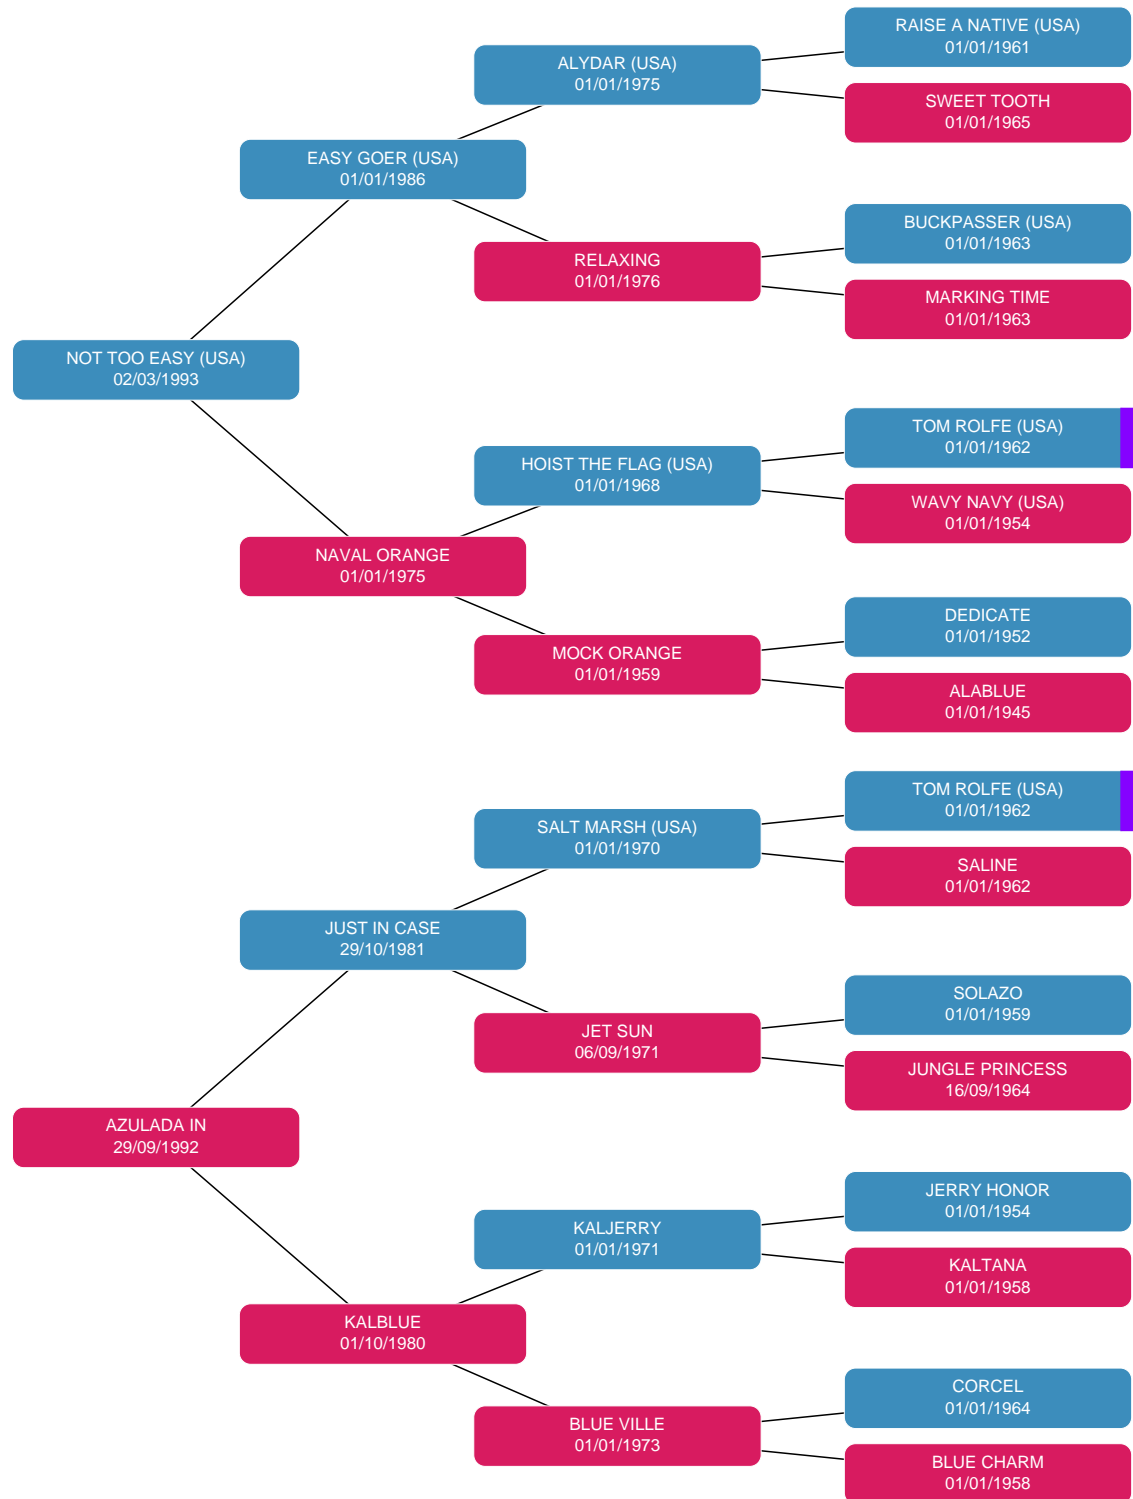 RAISE A NATIVE (USA)
01/01/1961
ALYDAR (USA)
01/01/1975
SWEET TOOTH
01/01/1965
EASY GOER (USA)
01/01/1986
BUCKPASSER (USA)
01/01/1963
RELAXING
01/01/1976
MARKING TIME
01/01/1963
NOT TOO EASY (USA)
02/03/1993
TOM ROLFE (USA)
01/01/1962
HOIST THE FLAG (USA)
01/01/1968
WAVY NAVY (USA)
01/01/1954
NAVAL ORANGE
01/01/1975
DEDICATE
01/01/1952
MOCK ORANGE
01/01/1959
ALABLUE
01/01/1945
TOM ROLFE (USA)
01/01/1962
SALT MARSH (USA)
01/01/1970
SALINE
01/01/1962
JUST IN CASE
29/10/1981
SOLAZO
01/01/1959
JET SUN
06/09/1971
JUNGLE PRINCESS
16/09/1964
AZULADA IN
29/09/1992
JERRY HONOR
01/01/1954
KALJERRY
01/01/1971
KALTANA
01/01/1958
KALBLUE
01/10/1980
CORCEL
01/01/1964
BLUE VILLE
01/01/1973
BLUE CHARM
01/01/1958